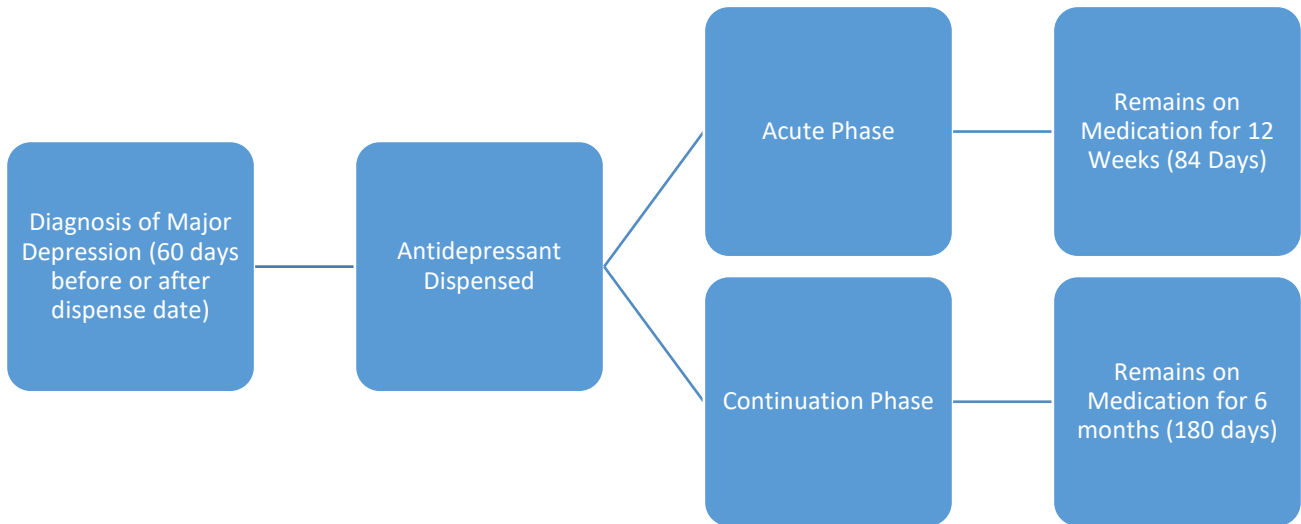 Diagnosis of Major
Depression (60 days
before or after
dispense date)
Antidepressant
Dispensed
Acute Phase
Remains on
Medication for 12
Weeks (84 Days)
Continuation Phase
Remains on
Medication for 6
months (180 days)